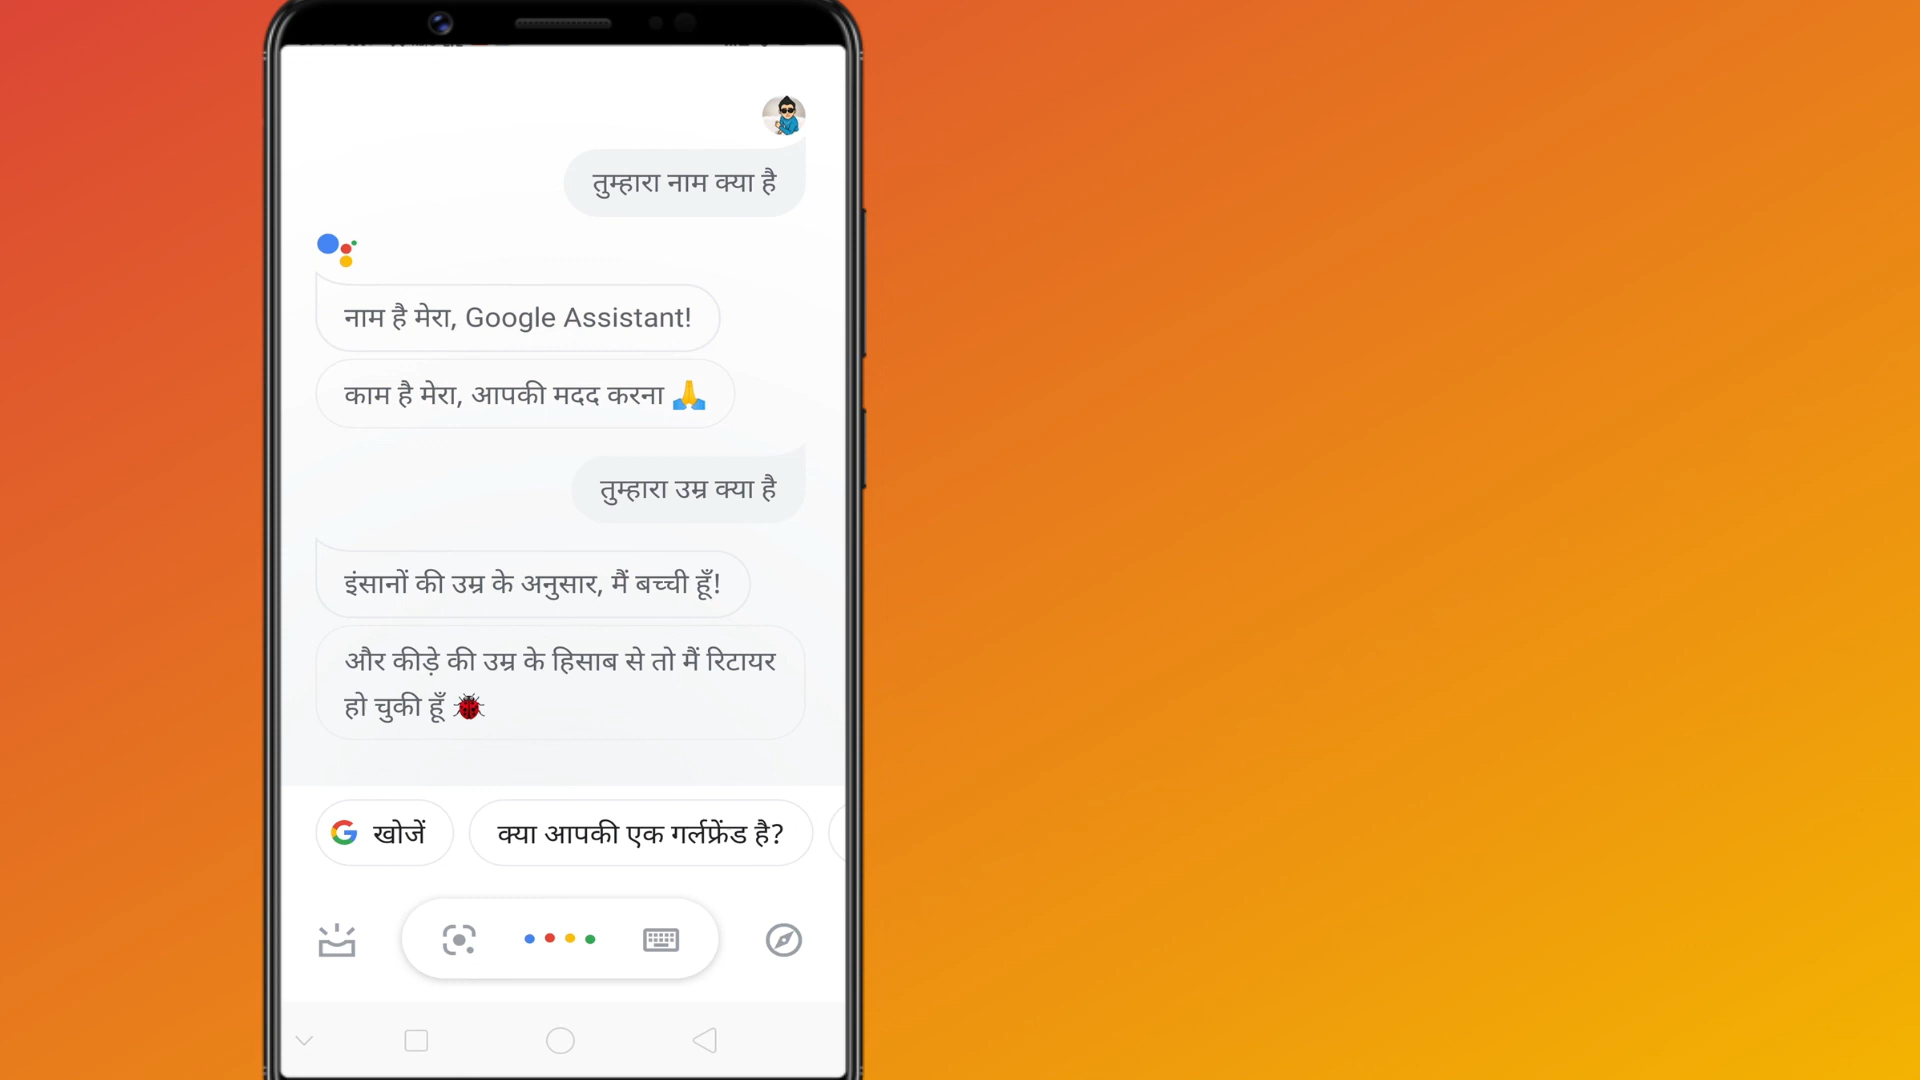 तुम्हारा नाम क्या है
नाम है मेरा, Google Assistant!
काम है मेरा, आपकी मदद करना 🙏
तुम्हारा उम्र क्या है
इंसानों की उम्र के अनुसार, मैं बच्ची हूँ!
और कीड़े की उम्र के हिसाब से तो मैं रिटायर
हो चुकी हूँ 🐞
खोजें
क्या आपकी एक गर्लफ्रेंड है?